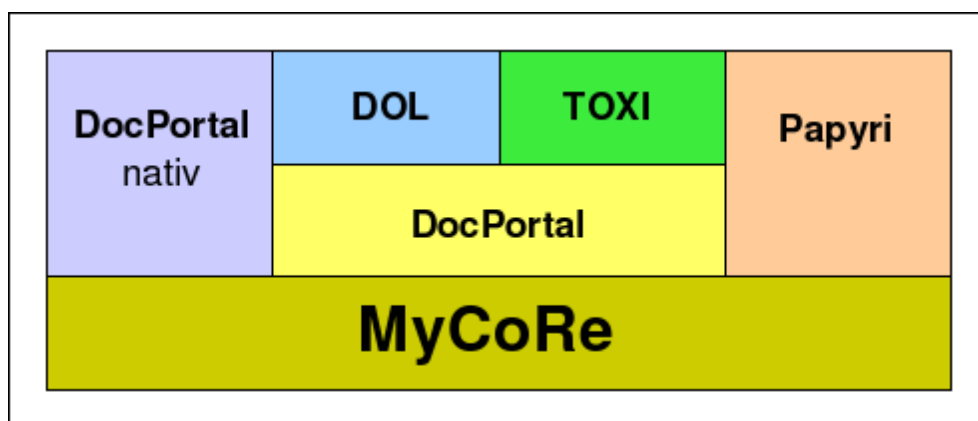 DocPortal
nativ
DOL
TOXI
Papyri
DocPortal
MyCoRe